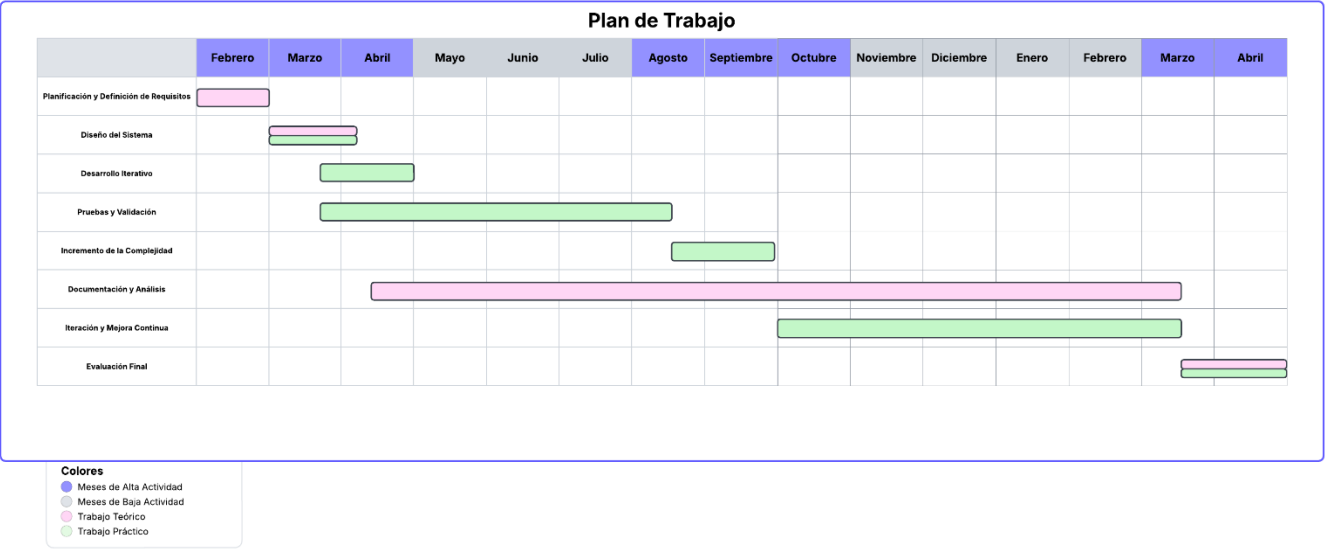 Plan de Trabajo
Febrero Marzo Abril Mayo Junio Julio Agosto Septiembre Octubre Noviembre Diciembre Enero Febrero Marzo Abril
Planificación y Definición de Requisitos
Diseño del Sistema
Desarrollo Iterativo
Pruebas y Validación
Incremento de la Complejidad
Documentación y Análisis
Iteración y Mejora Continua
Evaluación Final
Colores
Meses de Alta Actividad
Meses de Baja Actividad
Trabajo Teórico
Trabajo Práctico